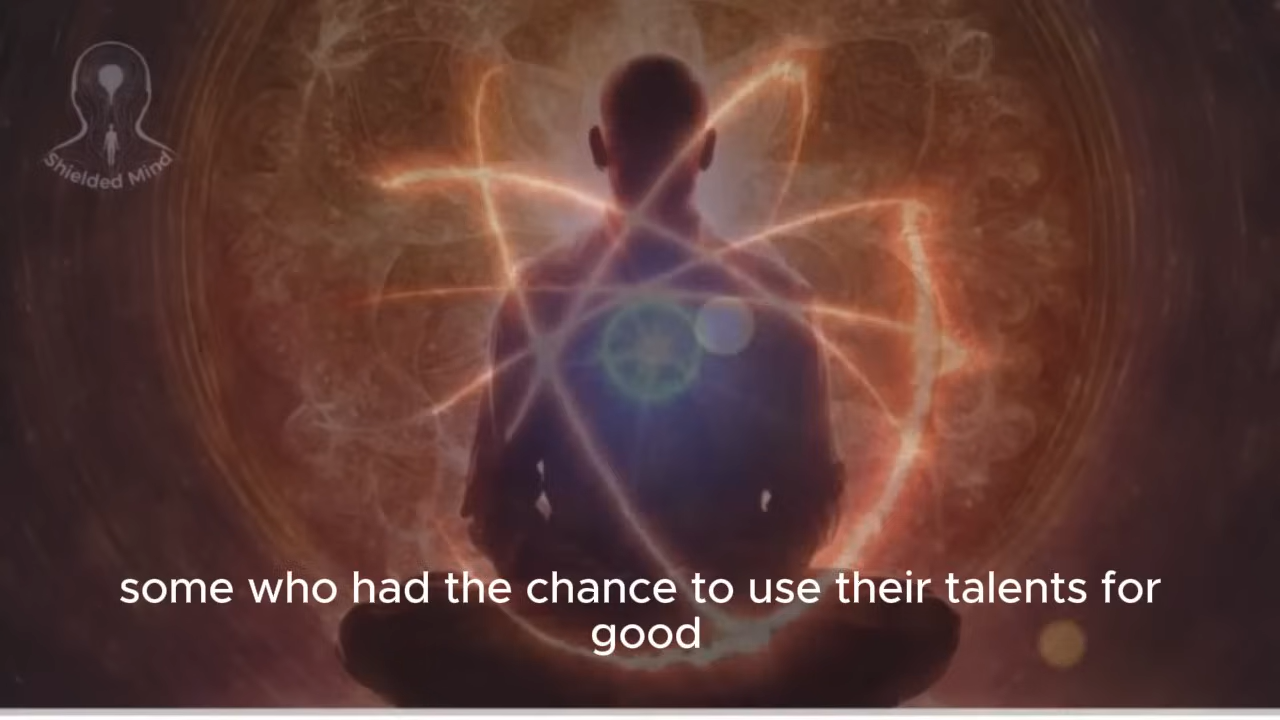 Shielded Mind
some who had the chance to use their talents for
good